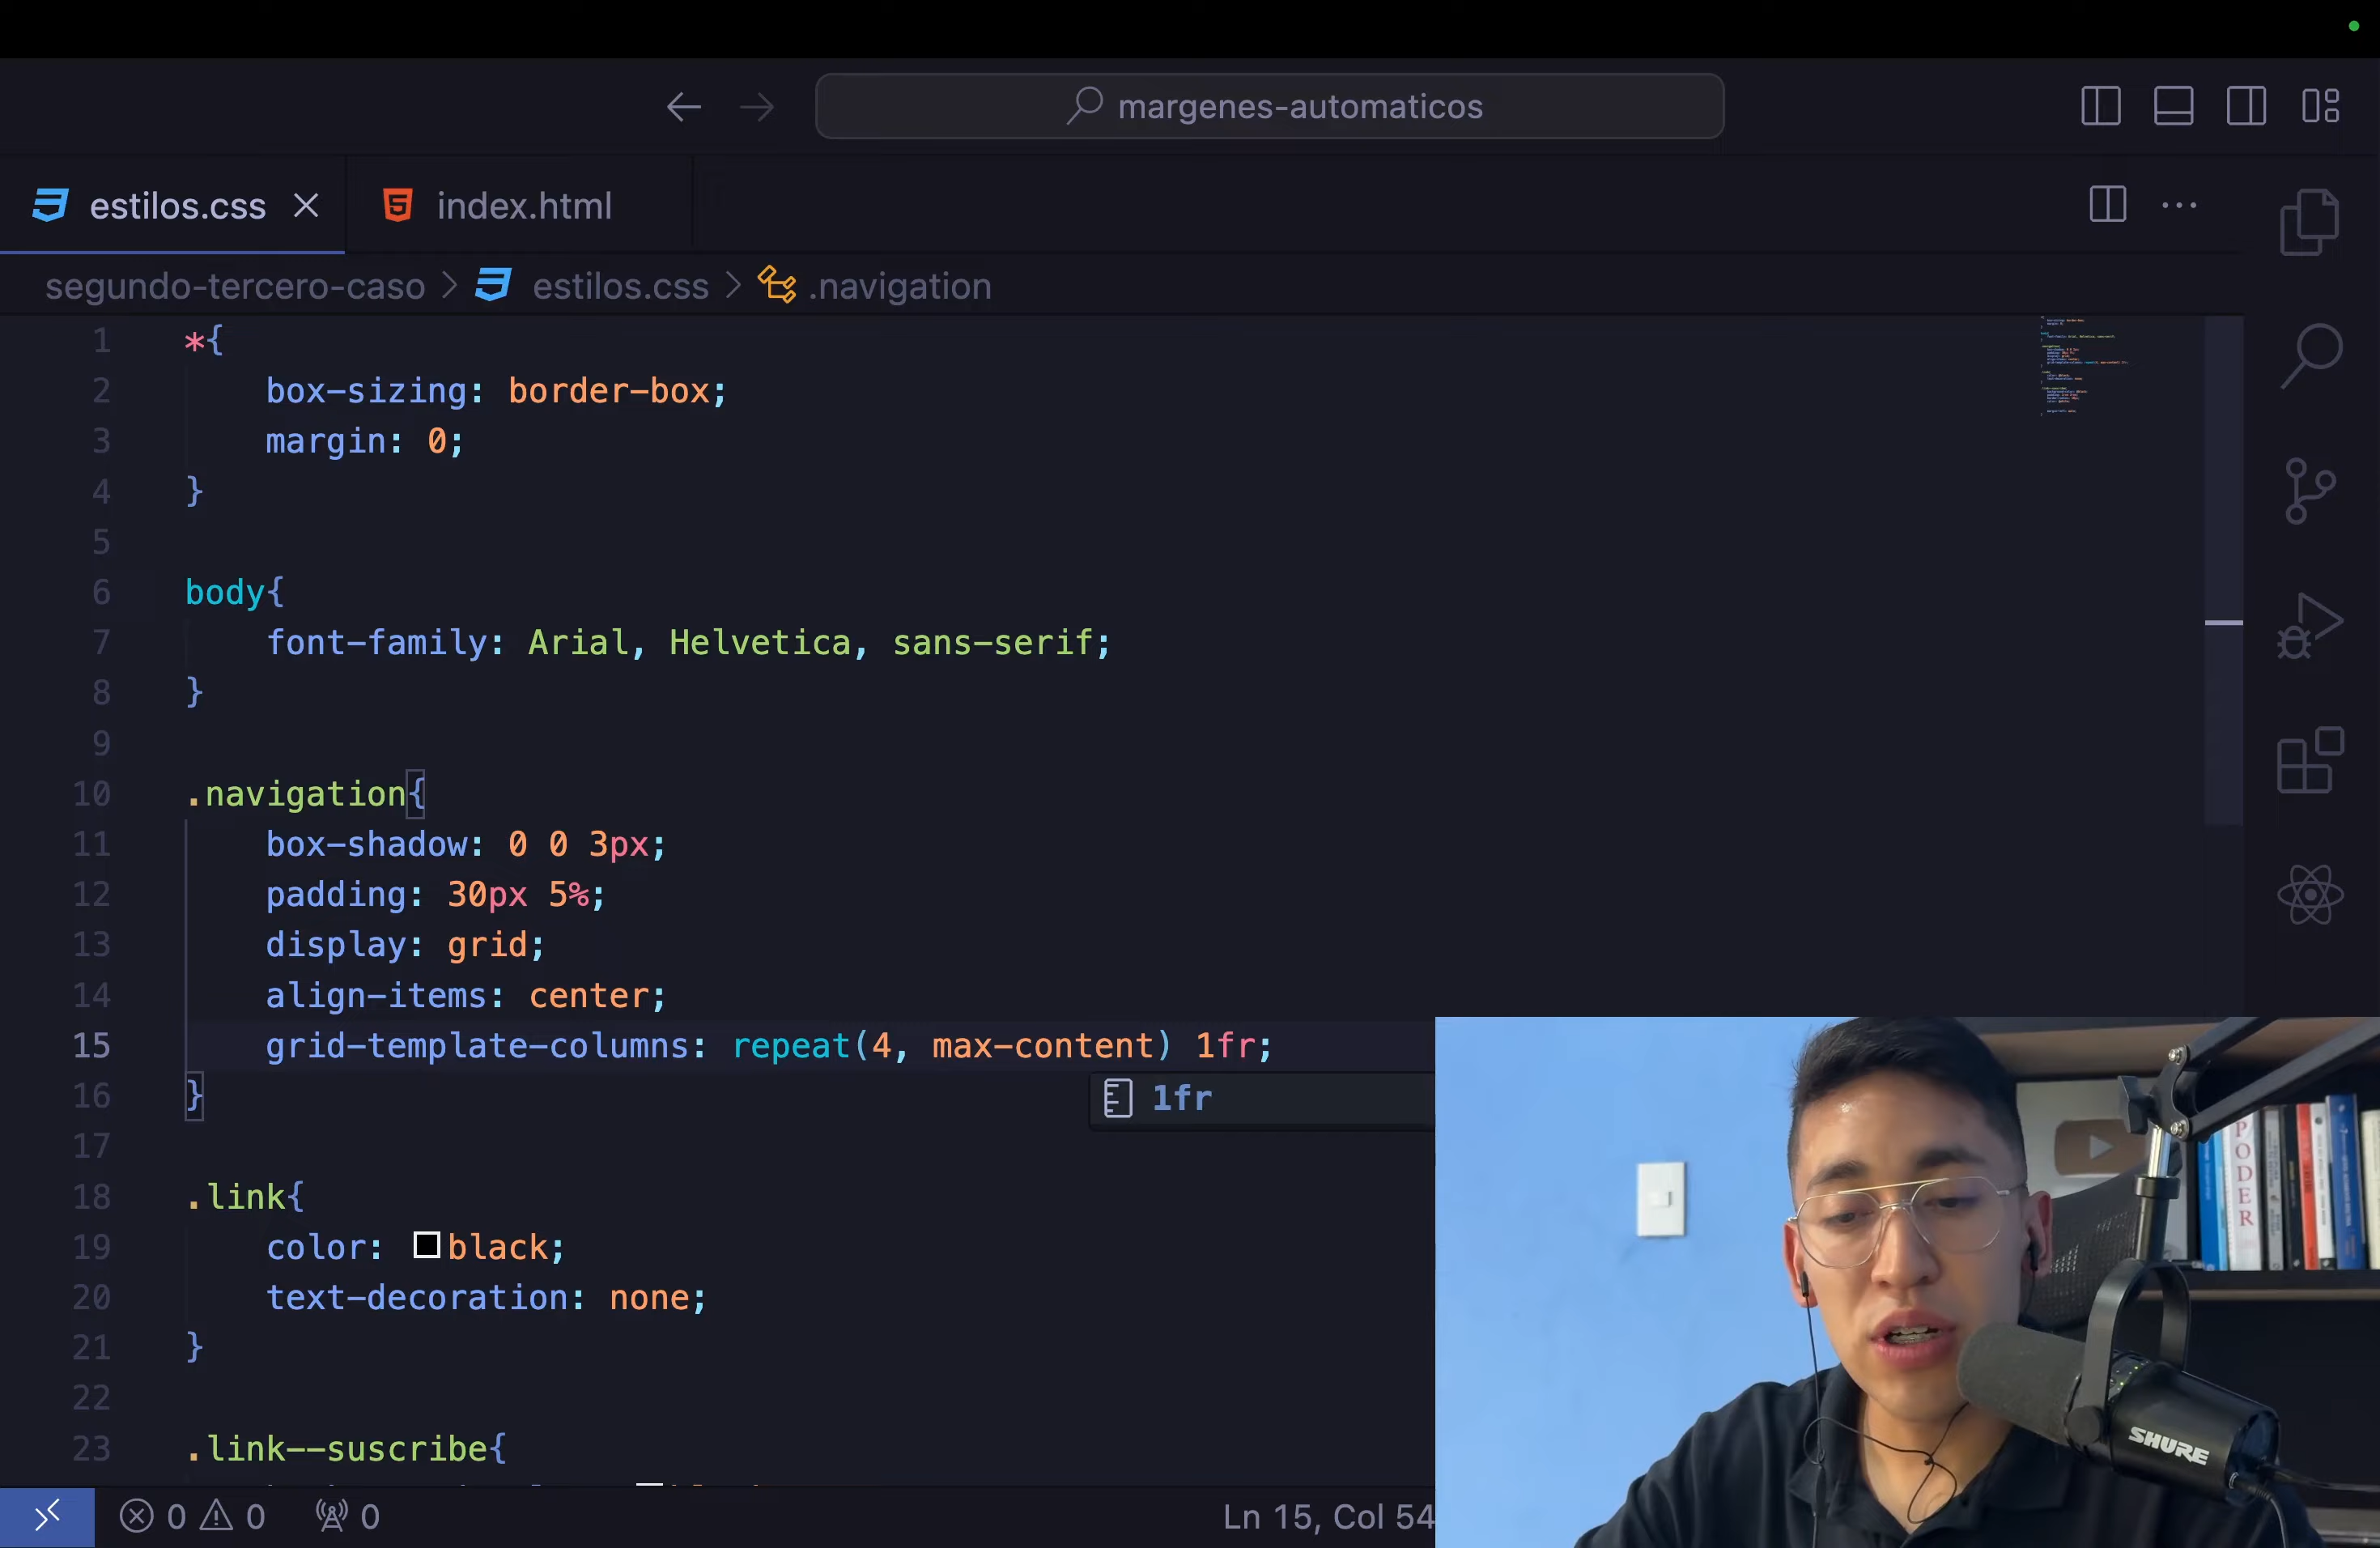 margenes-automaticos
estilos.css
index.html
segundo-tercero-caso > estilos.css > .navigation
1 *{
2 box-sizing: border-box;
3 margin: 0;
4 }
5
6 body{
7 font-family: Arial, Helvetica, sans-serif;
8 }
9
10 .navigation{
11 box-shadow: 0 0 3px;
12 padding: 30px 5%;
13 display: grid;
14 align-items: center;
15 grid-template-columns: repeat(4, max-content) 1fr;
1fr
16 }
17
18 .link{
19 color: black;
20 text-decoration: none;
21 }
22
23 .link--suscribe{
0 0 0
Ln 15, Col 54
PODER
SHURE